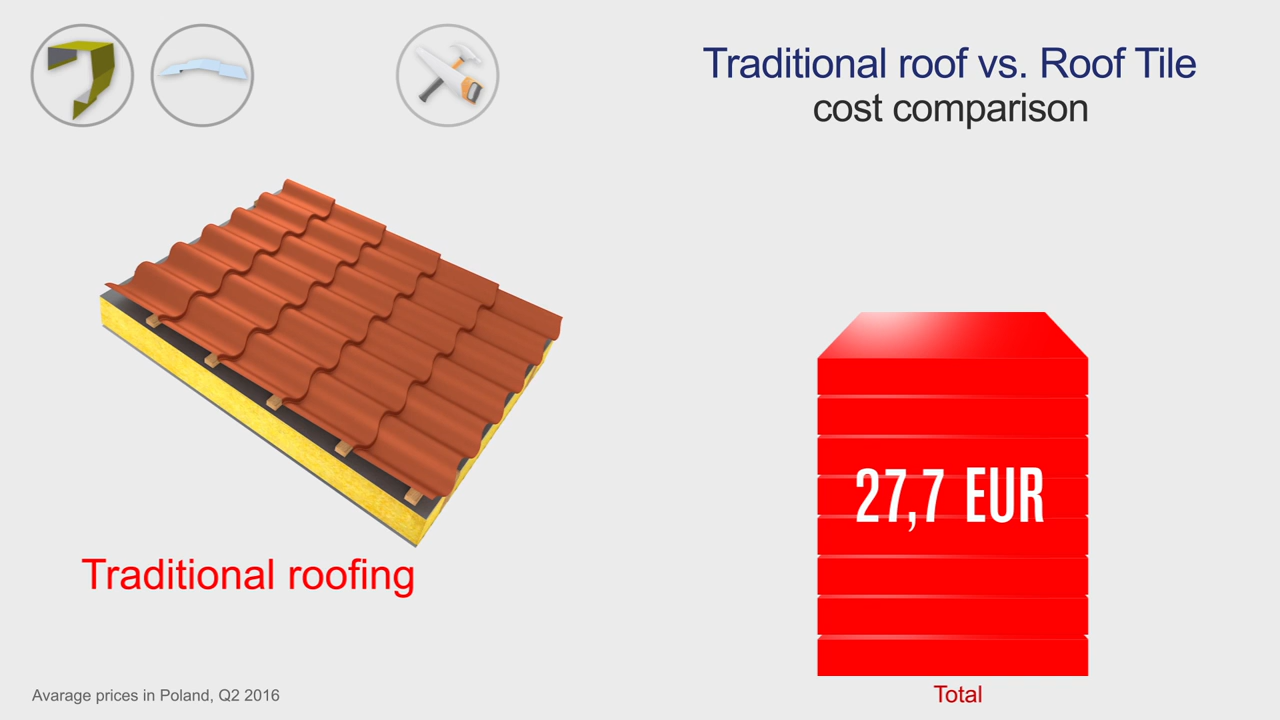 Traditional roof vs. Roof Tile
cost comparison
27,7 EUR
Traditional roofing
Avarage prices in Poland, Q2 2016
Total